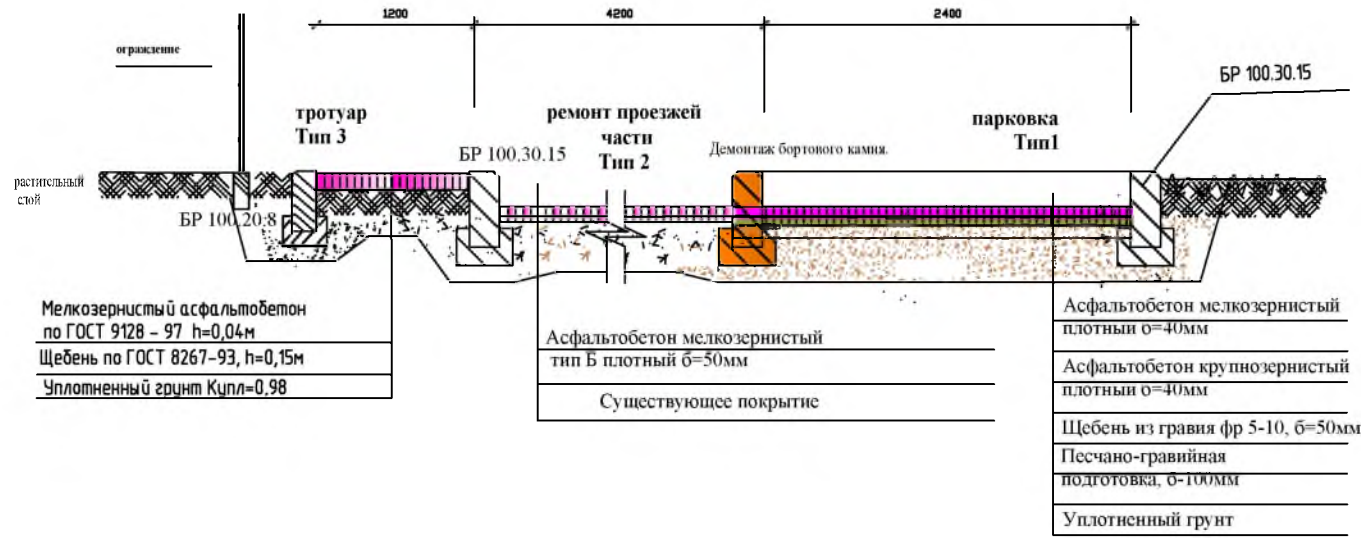 1200
4200
2400
ограждение
БР 100.30.15
тротуар
Тип 3
ремонт проезжей
части
Тип 2
парковка
Тип1
БР 100.30.15
Демонтаж бортового камня.
растительный
слой
БР 100.20.8
Мелкозернистый асфальтобетон
по ГОСТ 9128 - 97 h=0,04м
Щебень по ГОСТ 8267-93, h=0,15м
Уплотненный грунт Купл=0,98
Асфальтобетон мелкозернистый
тип Б плотный б=50мм
Существующее покрытие
Асфальтобетон мелкозернистый
плотный б=40мм
Асфальтобетон крупнозернистый
плотный б=40мм
Щебень из гравия фр 5-10, б=50мм
Песчано-гравийная
подготовка, б-100мм
Уплотненный грунт